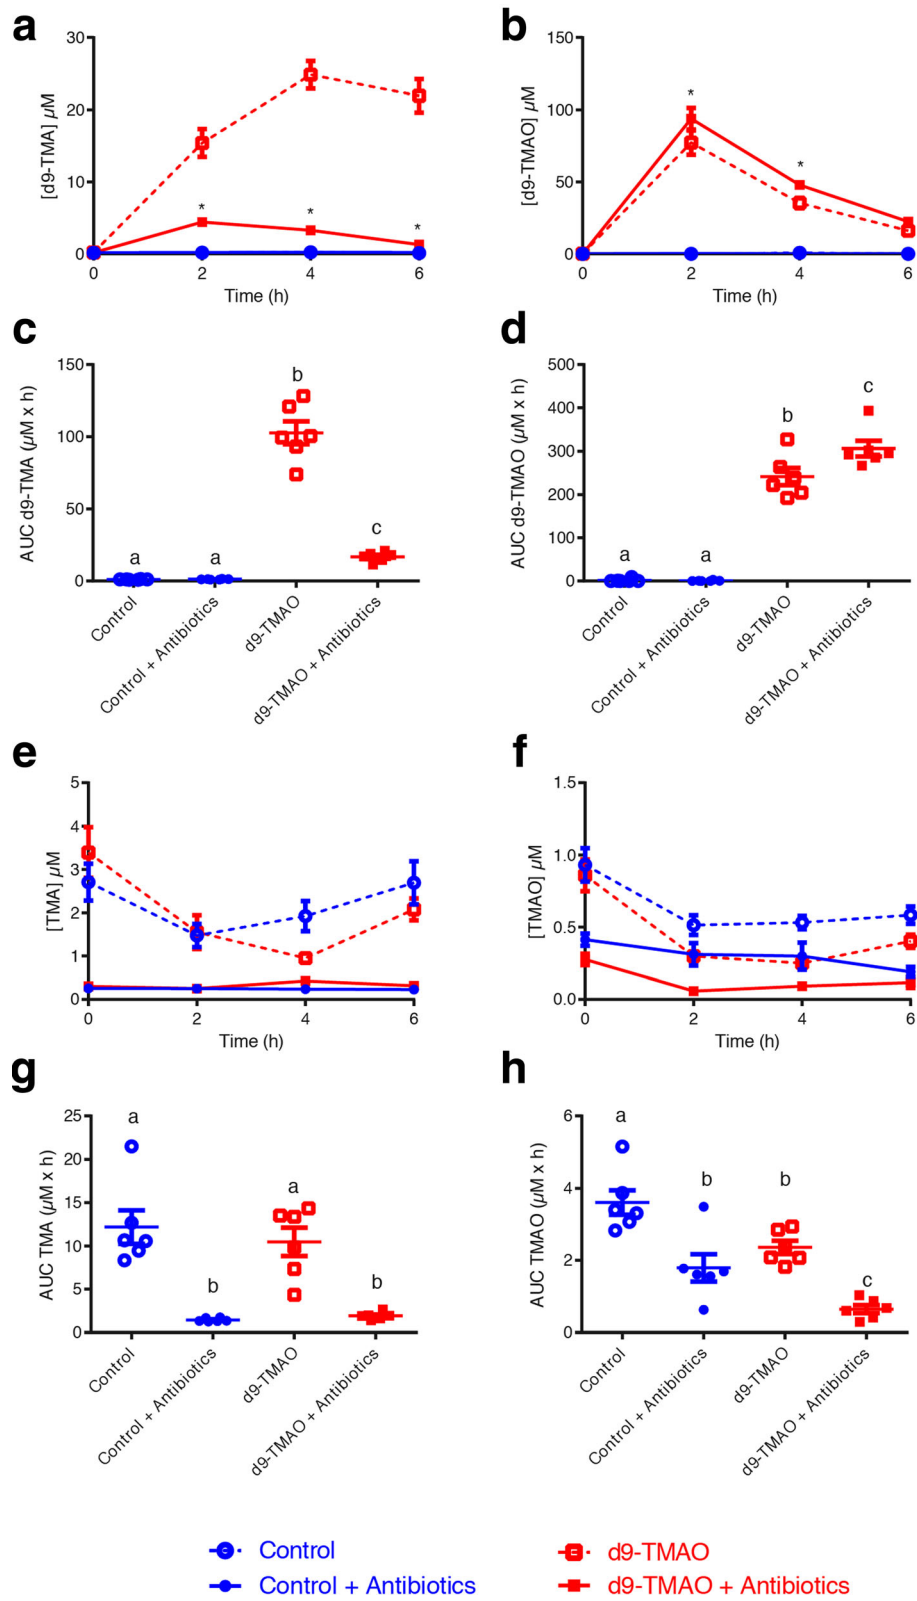 a
b
30
20
10
0
[d9-TMA] µM
*
*
*
0
2
4
6
Time (h)
150
100
50
0
[d9-TMAO] µM
*
*
0
2
4
6
Time (h)
c
d
150
100
50
0
AUC d9-TMA (µM x h)
a
a
b
c
Control
Control + Antibiotics
d9-TMAO
d9-TMAO + Antibiotics
500
400
300
200
100
0
AUC d9-TMAO (µM x h)
a
a
b
c
Control
Control + Antibiotics
d9-TMAO
d9-TMAO + Antibiotics
e
f
5
4
3
2
1
0
[TMA] µM
0
2
4
6
Time (h)
1.5
1.0
0.5
0.0
[TMAO] µM
0
2
4
6
Time (h)
g
h
25
20
15
10
5
0
AUC TMA (µM x h)
a
b
a
b
Control
Control + Antibiotics
d9-TMAO
d9-TMAO + Antibiotics
6
4
2
0
AUC TMAO (µM x h)
a
b
b
c
Control
Control + Antibiotics
d9-TMAO
d9-TMAO + Antibiotics
Control
d9-TMAO
Control + Antibiotics
d9-TMAO + Antibiotics